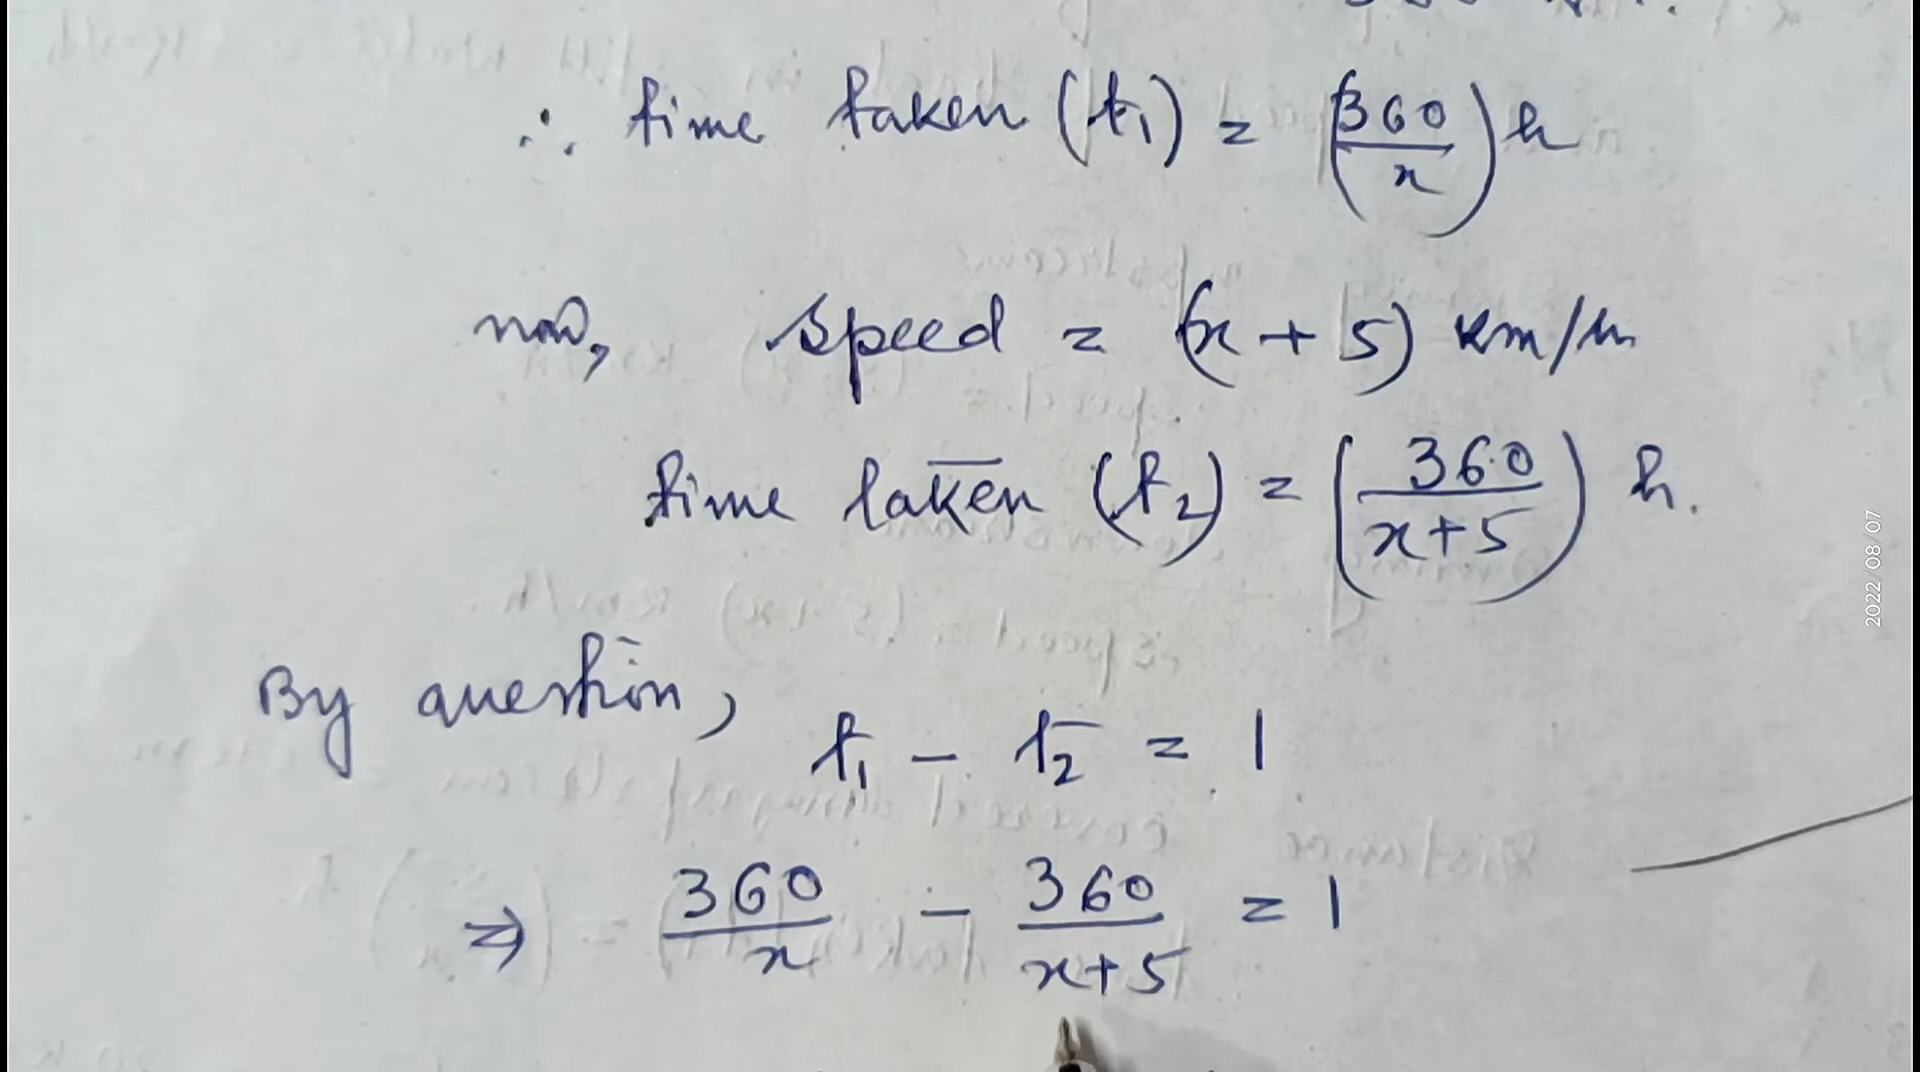 ∴ time taken (t₁) = (360/x) h
now, speed = (x + 5) km/h
time taken (t₂) = (360/x+5) h.
By question,
t₁ - t₂ = 1
⇒ 360/x - 360/x+5 = 1
2022/08/07